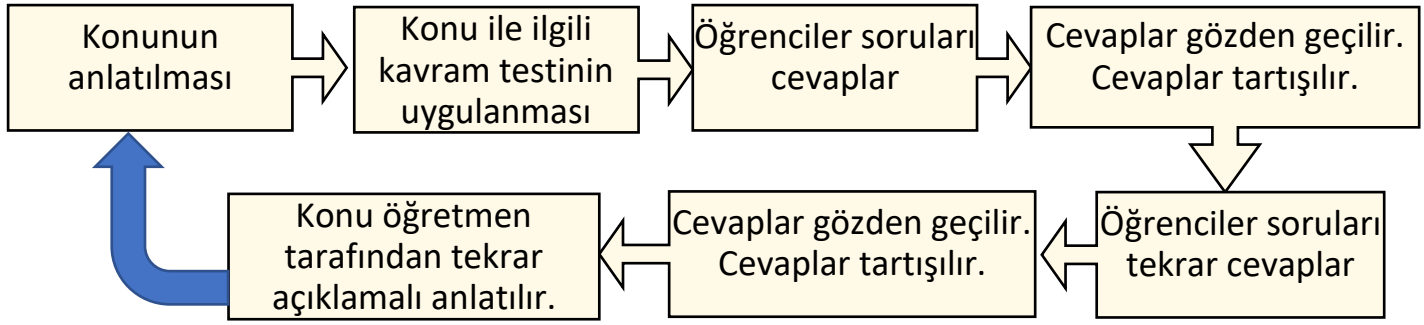 Konunun
anlatılması
Konu ile ilgili
kavram testinin
uygulanması
Öğrenciler soruları
cevaplar
Cevaplar gözden geçilir.
Cevaplar tartışılır.
Öğrenciler soruları
tekrar cevaplar
Cevaplar gözden geçilir.
Cevaplar tartışılır.
Konu öğretmen
tarafından tekrar
açıklamalı anlatılır.